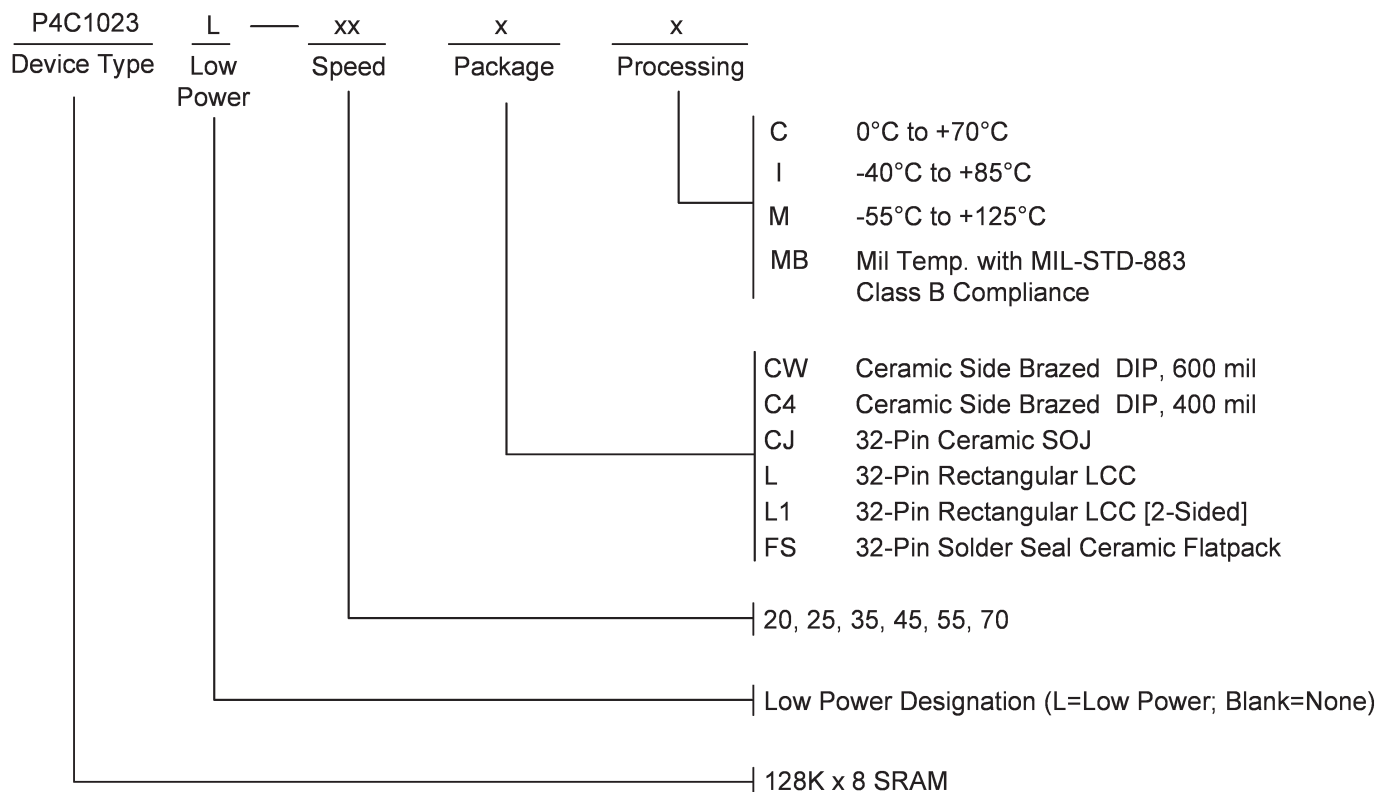 P4C1023 L — xx x x
Device Type Low Power Speed Package Processing
C 0°C to +70°C
I -40°C to +85°C
M -55°C to +125°C
MB Mil Temp. with MIL-STD-883
Class B Compliance
CW Ceramic Side Brazed DIP, 600 mil
C4 Ceramic Side Brazed DIP, 400 mil
CJ 32-Pin Ceramic SOJ
L 32-Pin Rectangular LCC
L1 32-Pin Rectangular LCC [2-Sided]
FS 32-Pin Solder Seal Ceramic Flatpack
20, 25, 35, 45, 55, 70
Low Power Designation (L=Low Power; Blank=None)
128K x 8 SRAM